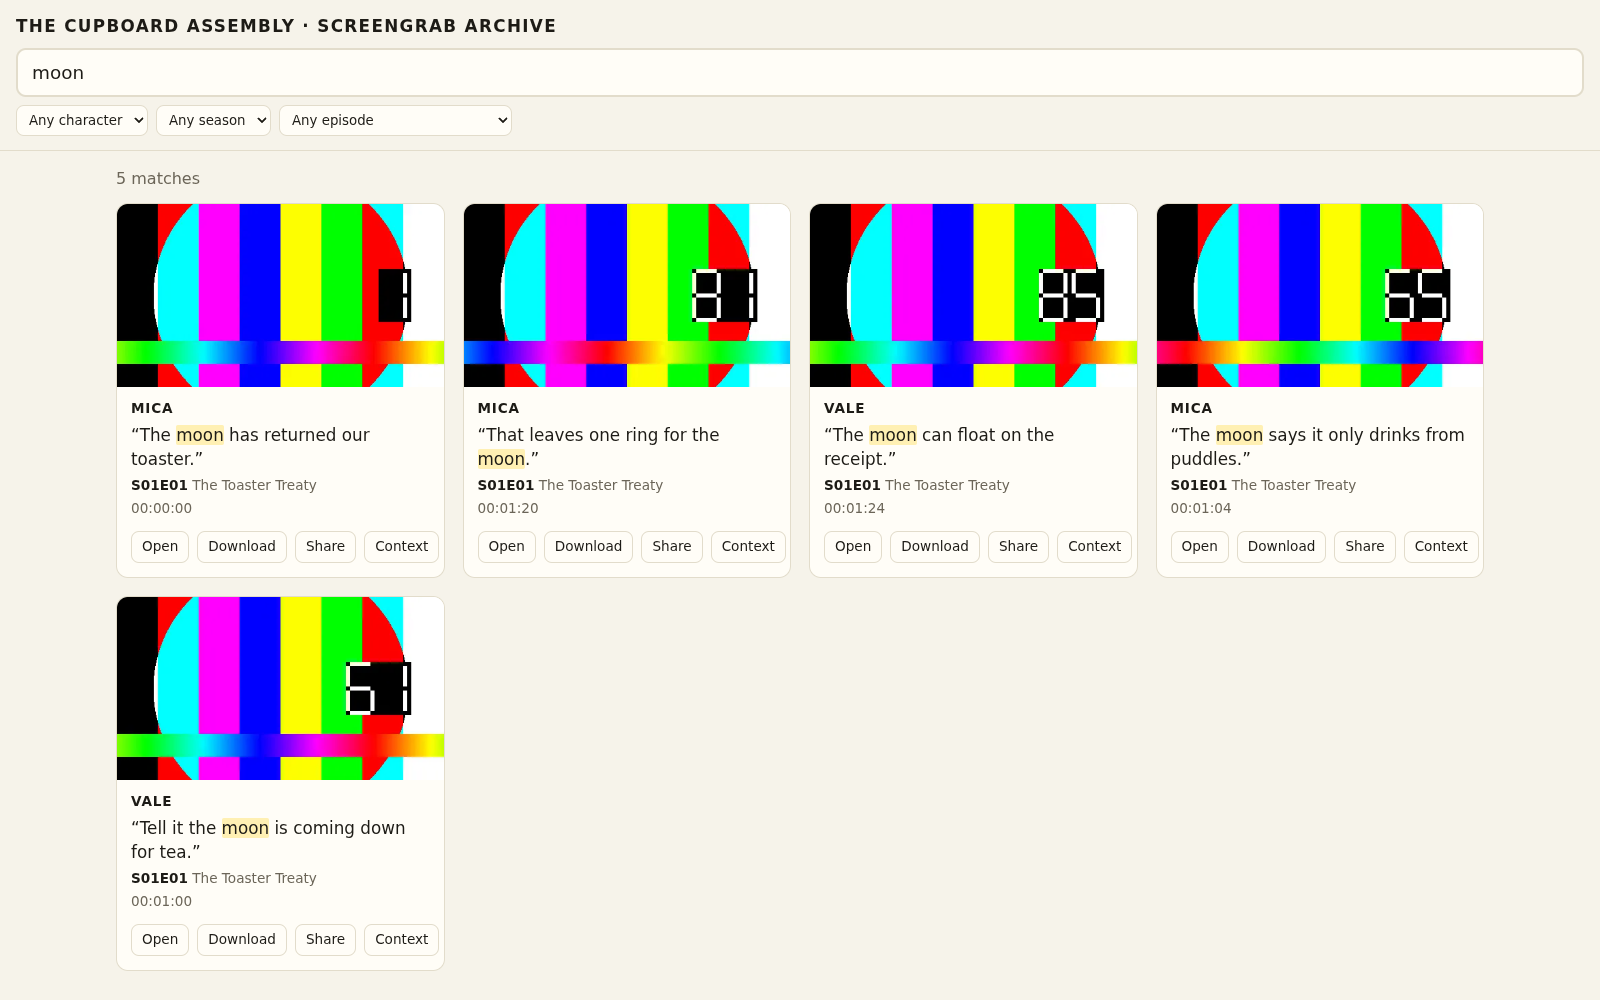 THE CUPBOARD ASSEMBLY · SCREENGRAB ARCHIVE
moon
Any character
Any season
Any episode
5 matches
1
MICA
“The moon has returned our
toaster.”
S01E01 The Toaster Treaty
00:00:00
Open
Download
Share
Context
81
MICA
“That leaves one ring for the
moon.”
S01E01 The Toaster Treaty
00:01:20
Open
Download
Share
Context
85
VALE
“The moon can float on the
receipt.”
S01E01 The Toaster Treaty
00:01:24
Open
Download
Share
Context
65
MICA
“The moon says it only drinks from
puddles.”
S01E01 The Toaster Treaty
00:01:04
Open
Download
Share
Context
61
VALE
“Tell it the moon is coming down
for tea.”
S01E01 The Toaster Treaty
00:01:00
Open
Download
Share
Context